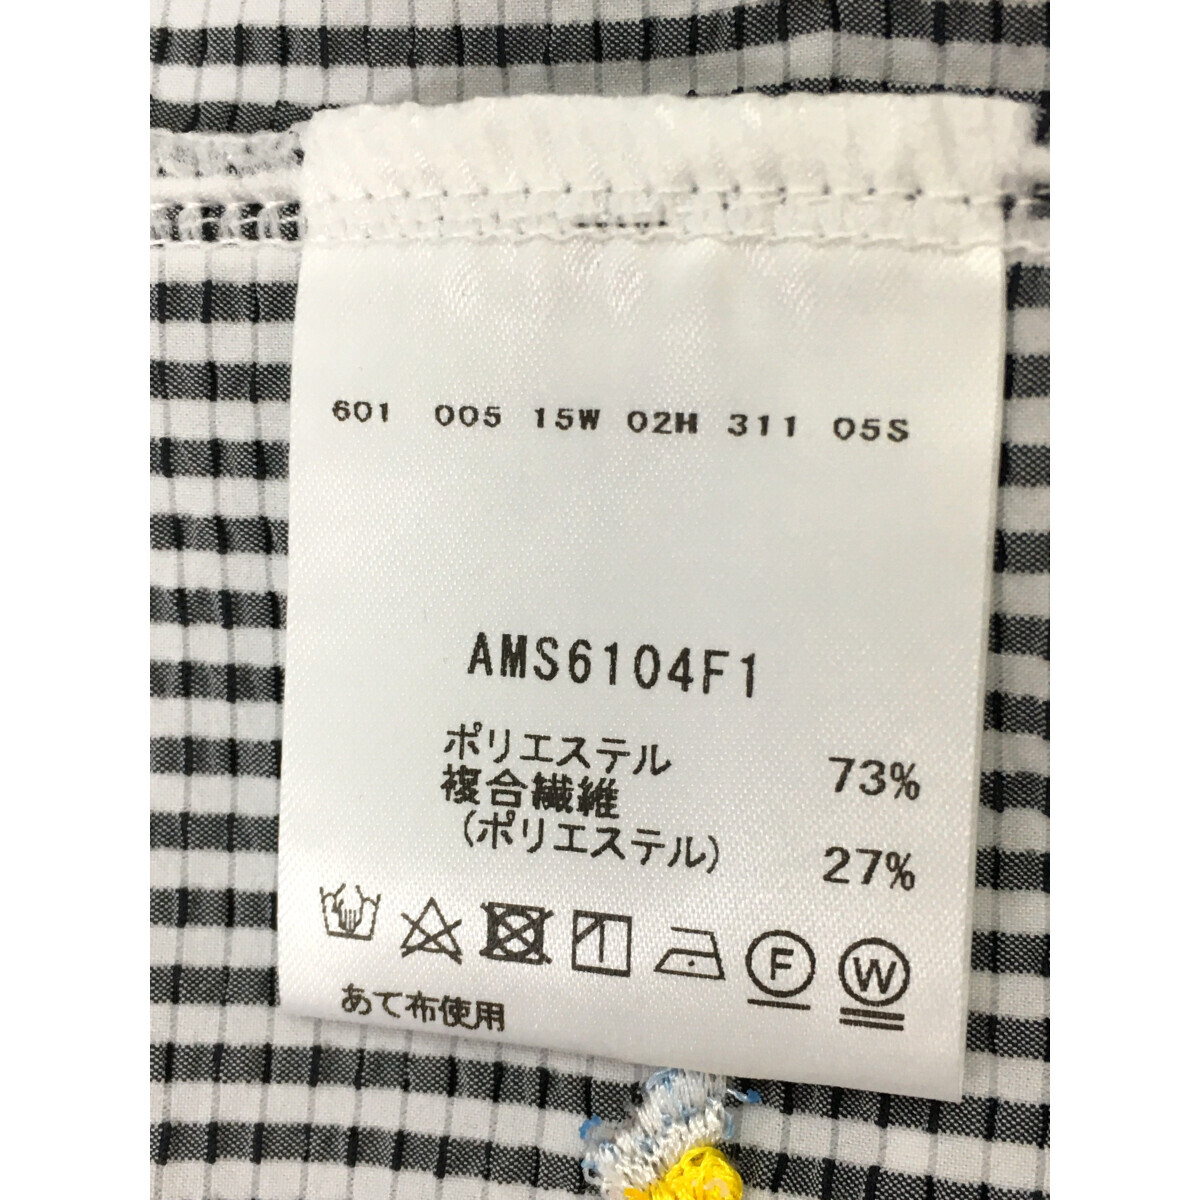 601 005 15W 02H 311 05S
AMS6104F1
ポリエステル 73%
複合繊維
(ポリエステル) 27%
F W
あて布使用